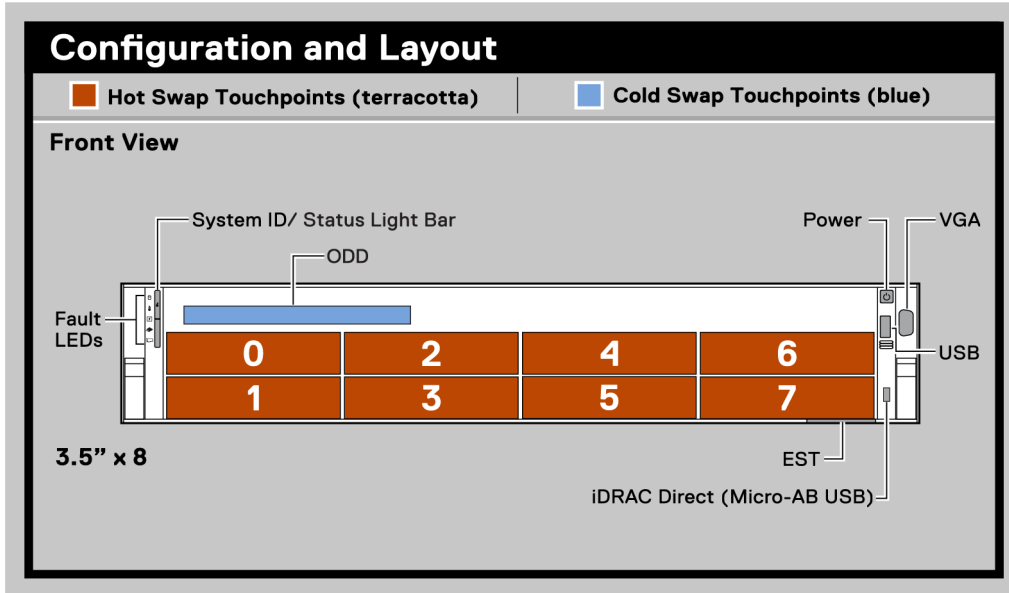 Configuration and Layout
Hot Swap Touchpoints (terracotta)
Cold Swap Touchpoints (blue)
Front View
System ID/ Status Light Bar
Power
VGA
ODD
Fault
LEDs
USB
0
2
4
6
1
3
5
7
3.5” x 8
EST
iDRAC Direct (Micro-AB USB)